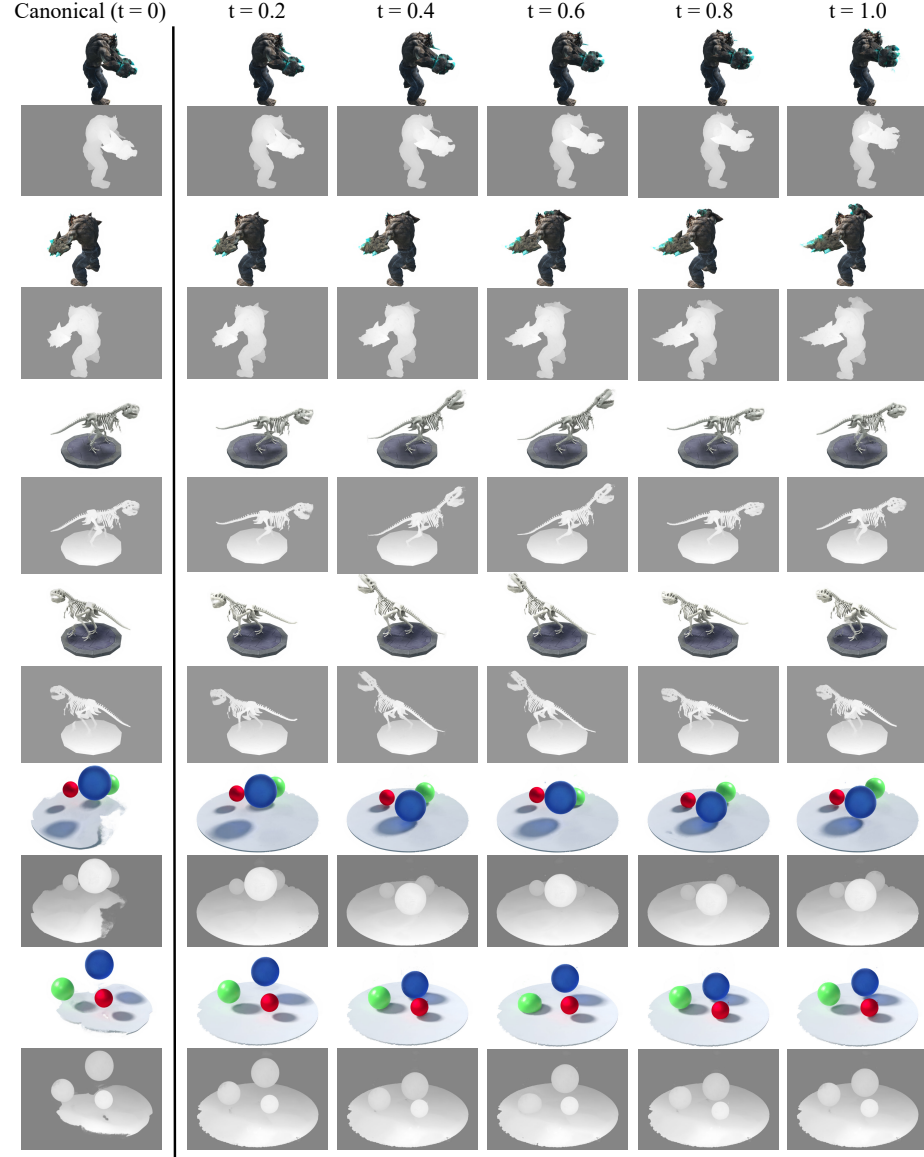 Canonical (t = 0) t = 0.2 t = 0.4 t = 0.6 t = 0.8 t = 1.0